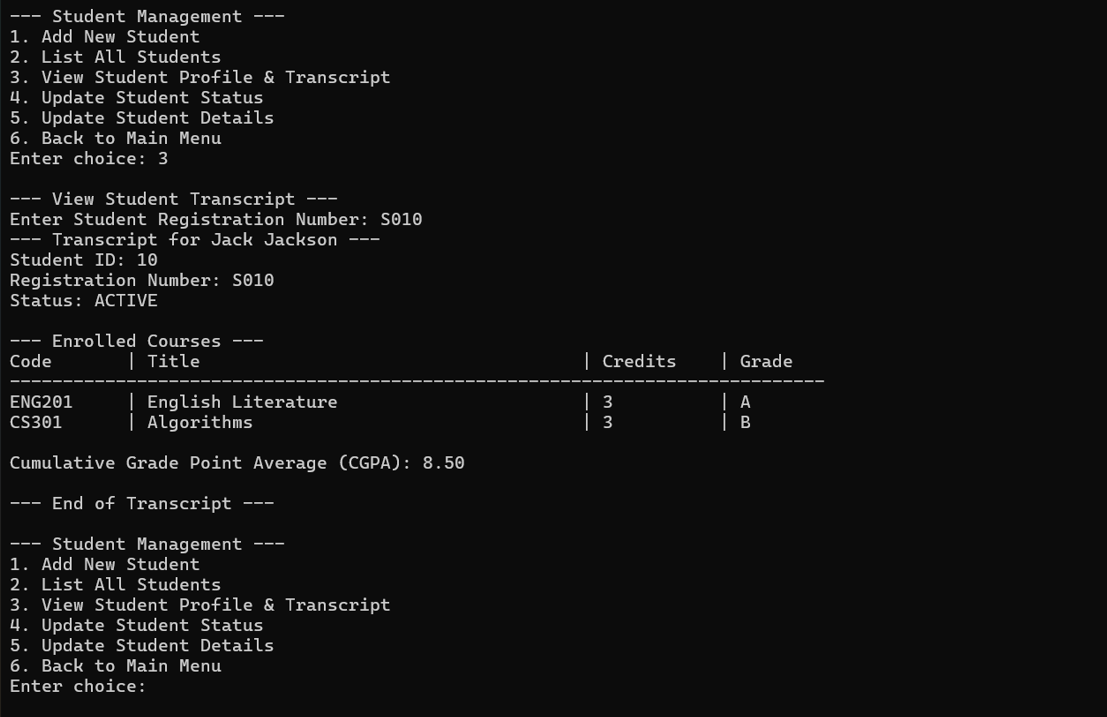 --- Student Management ---
1. Add New Student
2. List All Students
3. View Student Profile & Transcript
4. Update Student Status
5. Update Student Details
6. Back to Main Menu
Enter choice: 3
--- View Student Transcript ---
Enter Student Registration Number: S010
--- Transcript for Jack Jackson ---
Student ID: 10
Registration Number: S010
Status: ACTIVE
--- Enrolled Courses ---
Code | Title | Credits | Grade
-----------------------------------------------------------------------------
ENG201 | English Literature | 3 | A
CS301 | Algorithms | 3 | B
Cumulative Grade Point Average (CGPA): 8.50
--- End of Transcript ---
--- Student Management ---
1. Add New Student
2. List All Students
3. View Student Profile & Transcript
4. Update Student Status
5. Update Student Details
6. Back to Main Menu
Enter choice: